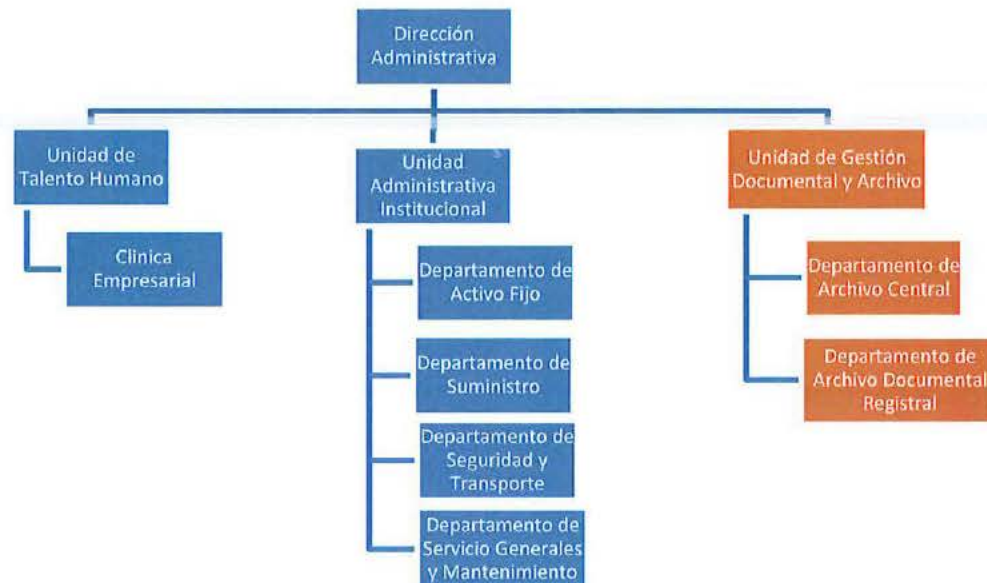 Dirección
Administrativa
Unidad de
Talento Humano
Clinica
Empresarial
Unidad
Administrativa
Institucional
Departamento de
Activo Fijo
Departamento de
Suministro
Departamento de
Seguridad y
Transporte
Departamento de
Servicio Generales
y Mantenimiento
Unidad de Gestión
Documental y Archivo
Departamento de
Archivo Central
Departamento de
Archivo Documental
Registral